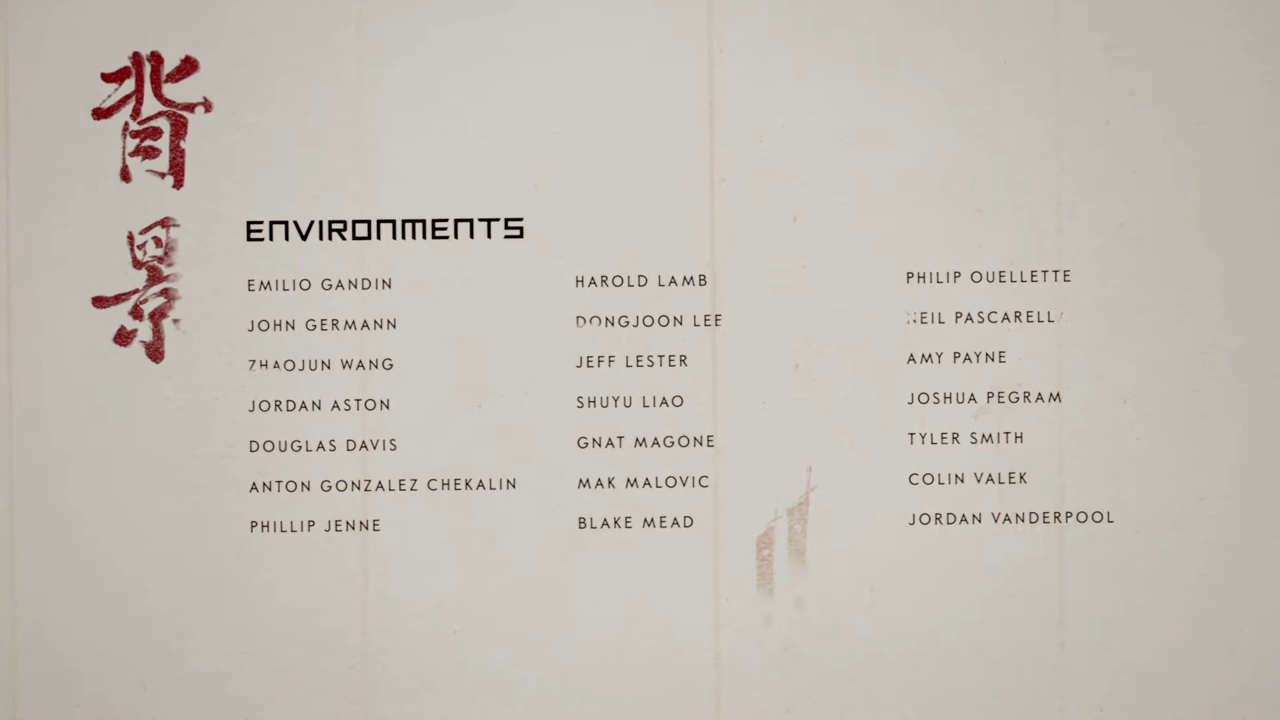 背景
ENVIRONMENTS
EMILIO GANDIN
JOHN GERMANN
ZHAOJUN WANG
JORDAN ASTON
DOUGLAS DAVIS
ANTON GONZALEZ CHEKALIN
PHILLIP JENNE
HAROLD LAMB
DONGJOON LEE
JEFF LESTER
SHUYU LIAO
GNAT MAGONE
MAK MALOVIC
BLAKE MEAD
PHILIP OUELLETTE
NEIL PASCARELLA
AMY PAYNE
JOSHUA PEGRAM
TYLER SMITH
COLIN VALEK
JORDAN VANDERPOOL